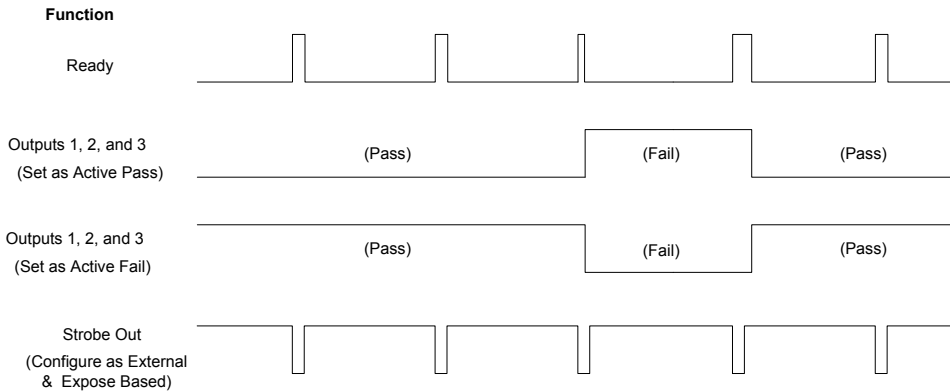 Function
Ready
Outputs 1, 2, and 3
(Set as Active Pass)
(Pass)
(Fail)
(Pass)
Outputs 1, 2, and 3
(Set as Active Fail)
(Pass)
(Fail)
(Pass)
Strobe Out
(Configure as External
& Expose Based)